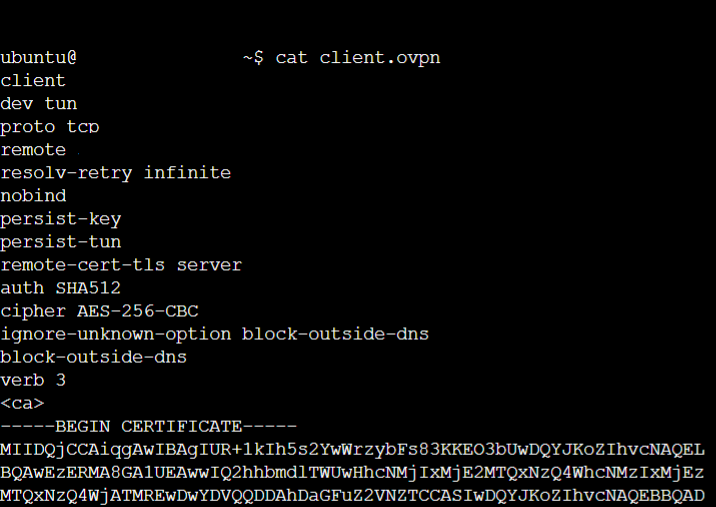 ubuntu@ ~$ cat client.ovpn
client
dev tun
proto tcp
remote
resolv-retry infinite
nobind
persist-key
persist-tun
remote-cert-tls server
auth SHA512
cipher AES-256-CBC
ignore-unknown-option block-outside-dns
block-outside-dns
verb 3
<ca>
-----BEGIN CERTIFICATE-----
MIIDQjCCAiqgAwIBAgIUR+1kIh5s2YwWrzybFs83KKEO3bUwDQYJKoZIhvcNAQEL
BQAwEzERMA8GA1UEAwwIQ2hhbmdlTWUwHhcNMjIxMjE2MTQxNzQ4WhcNMzIxMjEz
MTQxNzQ4WjATMREwDwYDVQQDDAhDaGFuZ2VNZTCCASIwDQYJKoZIhvcNAQEBBQAD